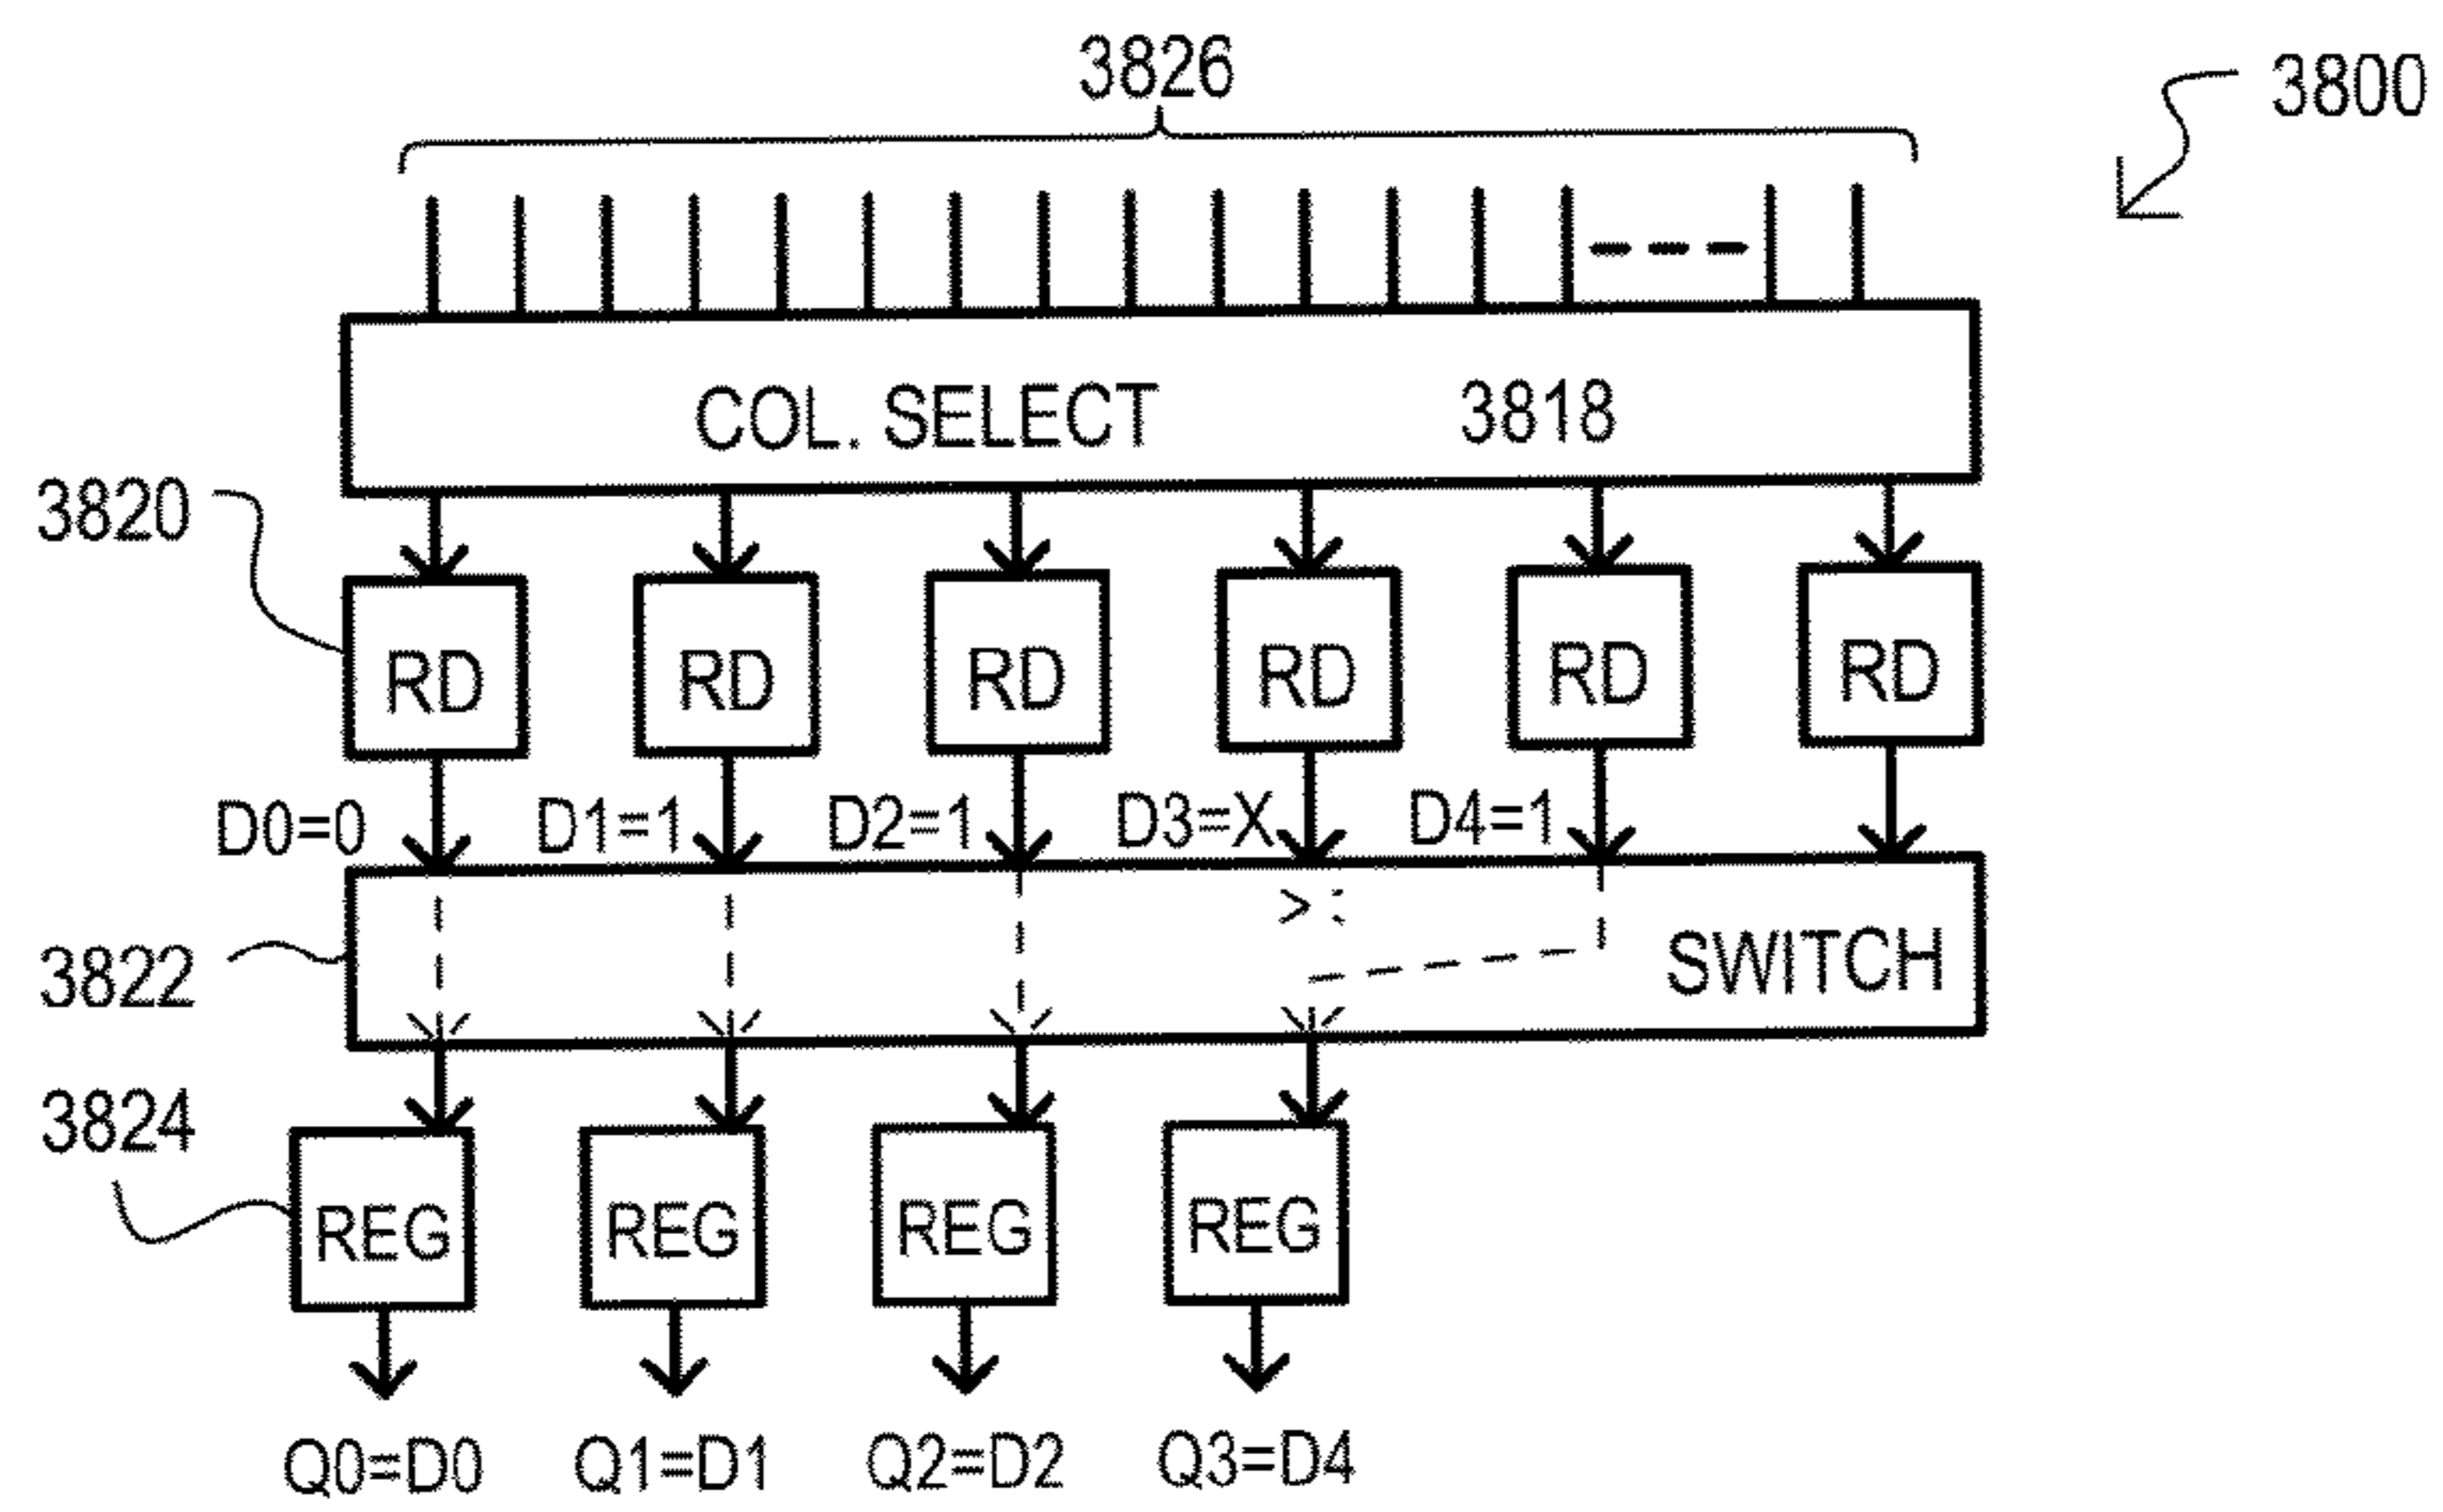 3826
3800
COL. SELECT 3818
3820
RD RD RD RD RD RD
D0=0 D1=1 D2=1 D3=X D4=1
3822
SWITCH
3824
REG REG REG REG
Q0=D0 Q1=D1 Q2=D2 Q3=D4